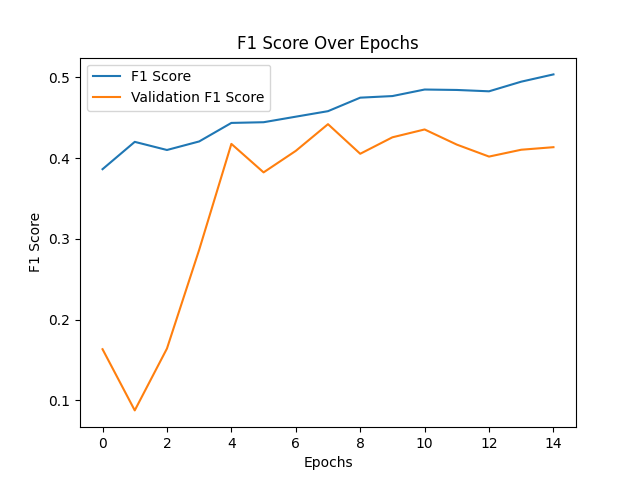 F1 Score Over Epochs
F1 Score
Validation F1 Score
0.5
0.4
0.3
0.2
0.1
F1 Score
0 2 4 6 8 10 12 14
Epochs